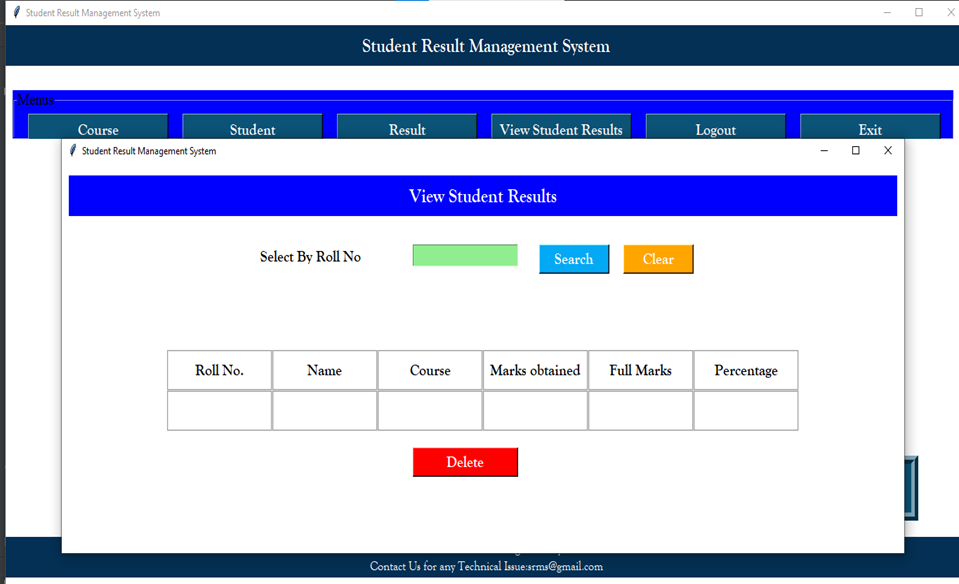 Student Result Management System
Student Result Management System
Menus
Course Student Result View Student Results Logout Exit
Student Result Management System
View Student Results
Select By Roll No Search Clear
Roll No. Name Course Marks obtained Full Marks Percentage
Delete
Contact Us for any Technical Issue:srms@gmail.com